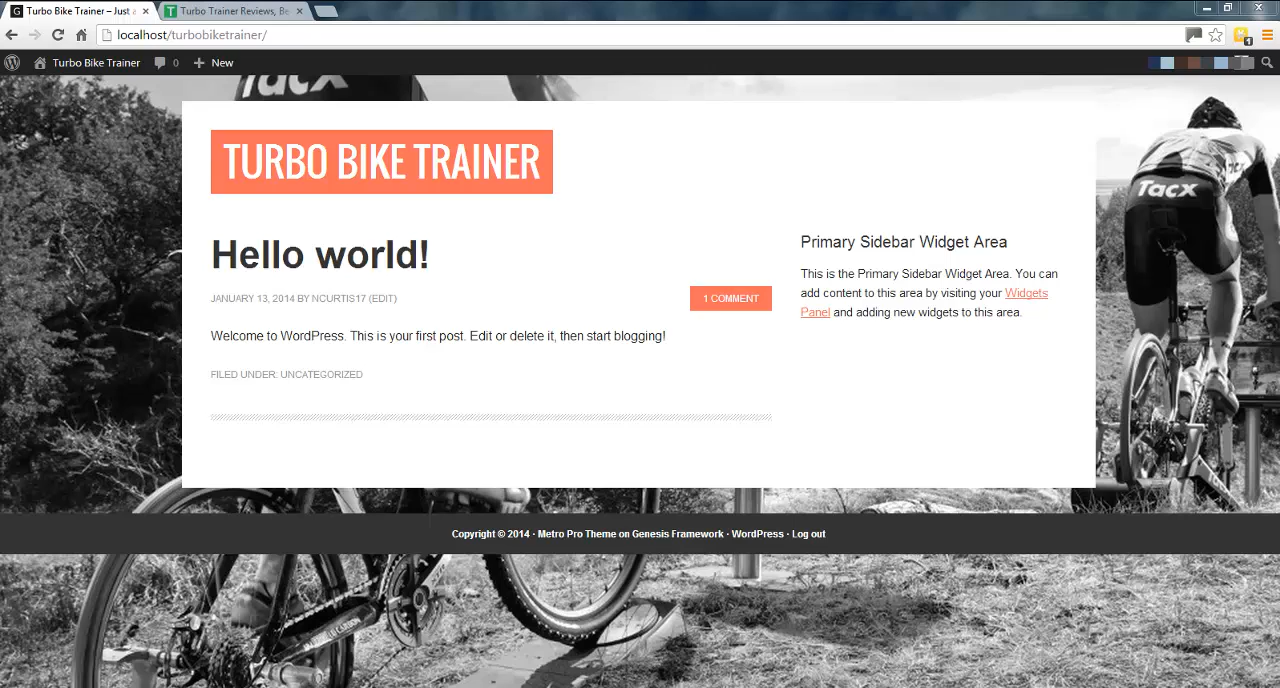 Turbo Bike Trainer – Just a
Turbo Trainer Reviews, Be
localhost/turbobiketrainer/
1
Turbo Bike Trainer
0
New
Tacx
TURBO BIKE TRAINER
Tacx
Hello world!
Primary Sidebar Widget Area
JANUARY 13, 2014 BY NCURTIS17 (EDIT)
1 COMMENT
This is the Primary Sidebar Widget Area. You can
add content to this area by visiting your Widgets
Panel and adding new widgets to this area.
Welcome to WordPress. This is your first post. Edit or delete it, then start blogging!
FILED UNDER: UNCATEGORIZED
Copyright © 2014 · Metro Pro Theme on Genesis Framework · WordPress · Log out